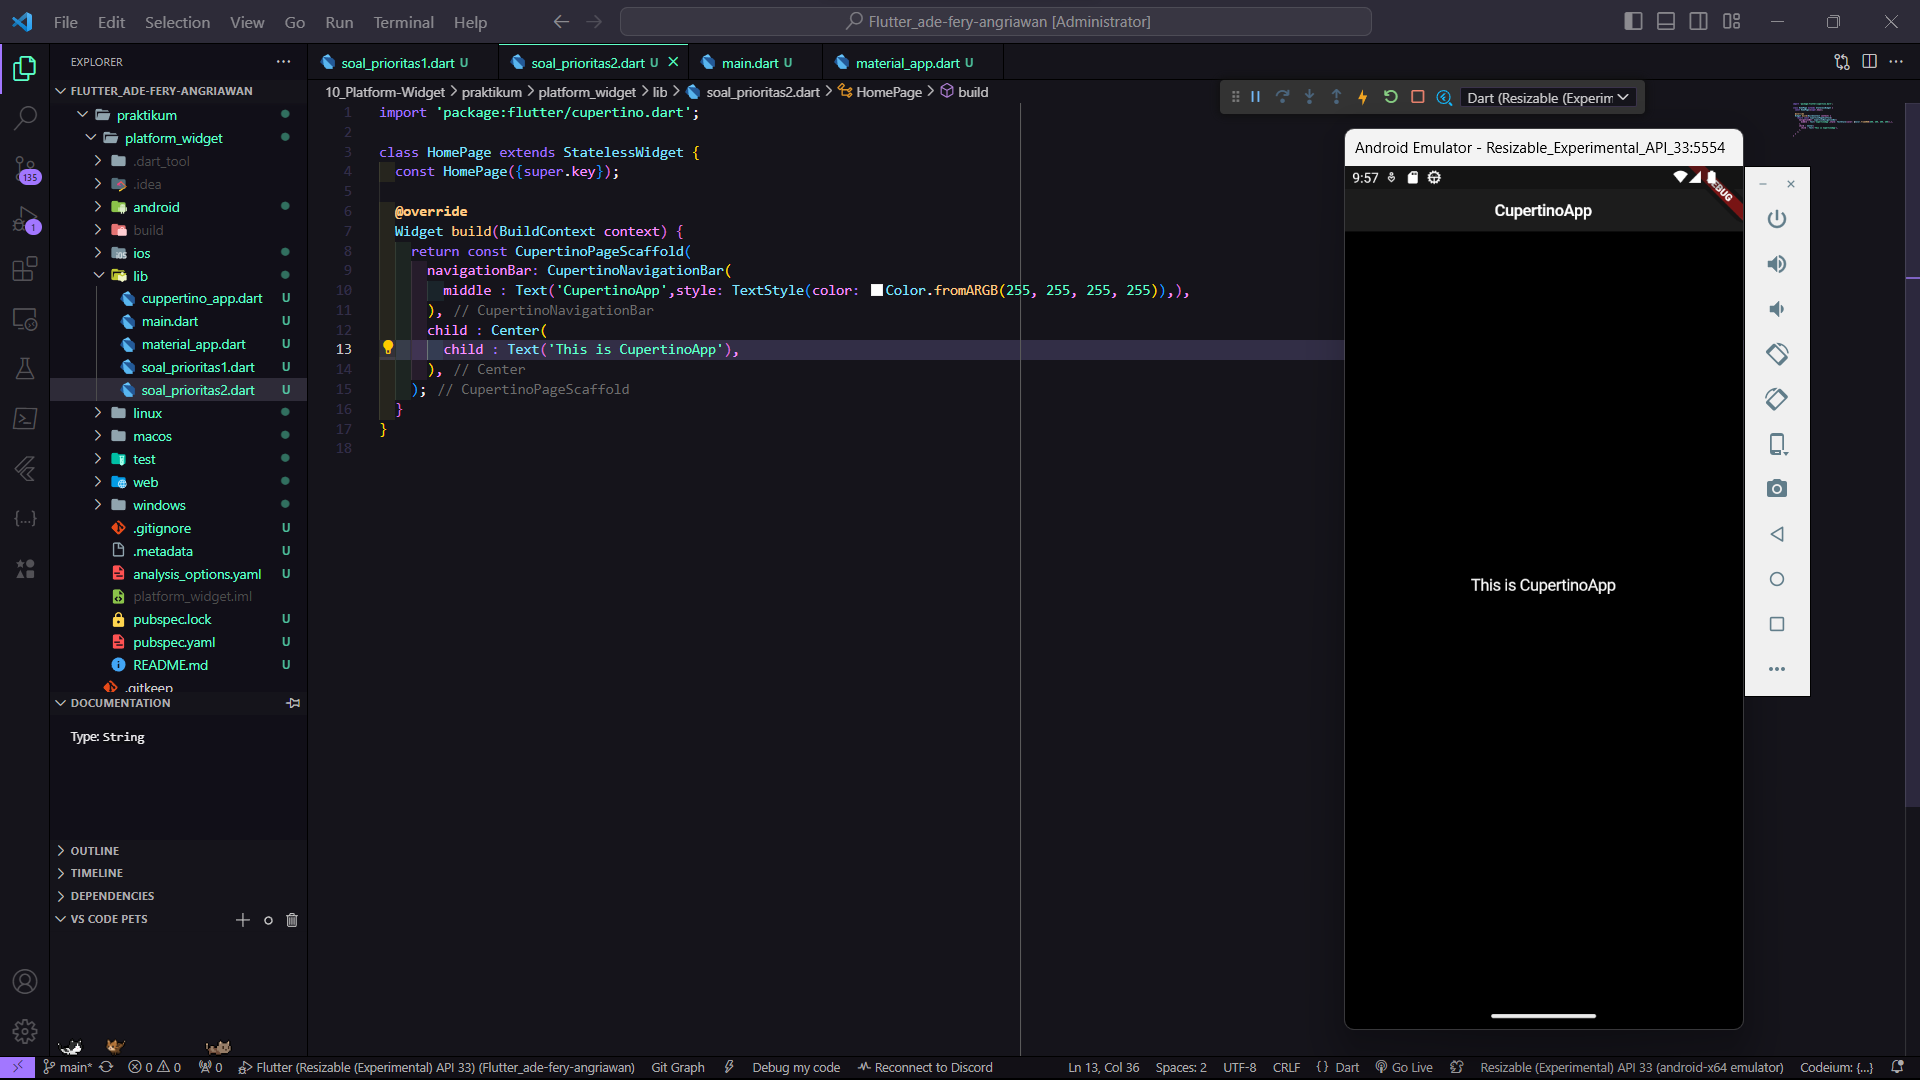 File Edit Selection View Go Run Terminal Help
Flutter_ade-fery-angriawan [Administrator]
EXPLORER
FLUTTER_ADE-FERY-ANGRIAWAN
praktikum
platform_widget
.dart_tool
.idea
android
build
ios
lib
cuppertino_app.dart U
main.dart U
material_app.dart U
soal_prioritas1.dart U
soal_prioritas2.dart U
linux
macos
test
web
windows
.gitignore U
.metadata U
analysis_options.yaml U
platform_widget.iml
pubspec.lock U
pubspec.yaml U
README.md U
.gitkeep
135
1
DOCUMENTATION
Type: String
OUTLINE
TIMELINE
DEPENDENCIES
VS CODE PETS
soal_prioritas1.dart U
soal_prioritas2.dart U
main.dart U
material_app.dart U
10_Platform-Widget > praktikum > platform_widget > lib > soal_prioritas2.dart > HomePage > build
Dart (Resizable (Experim
1 import 'package:flutter/cupertino.dart';
2
3 class HomePage extends StatelessWidget {
4 const HomePage({super.key});
5
6 @override
7 Widget build(BuildContext context) {
8 return const CupertinoPageScaffold(
9 navigationBar: CupertinoNavigationBar(
10 middle : Text('CupertinoApp',style: TextStyle(color: Color.fromARGB(255, 255, 255, 255)),),
11 ), // CupertinoNavigationBar
12 child : Center(
13 child : Text('This is CupertinoApp'),
14 ), // Center
15 ); // CupertinoPageScaffold
16 }
17 }
18
Android Emulator - Resizable_Experimental_API_33:5554
9:57
CupertinoApp
This is CupertinoApp
main* 0 0 0 Flutter (Resizable (Experimental) API 33) (Flutter_ade-fery-angriawan) Git Graph Debug my code Reconnect to Discord Ln 13, Col 36 Spaces: 2 UTF-8 CRLF { } Dart Go Live Resizable (Experimental) API 33 (android-x64 emulator) Codeium: {...}